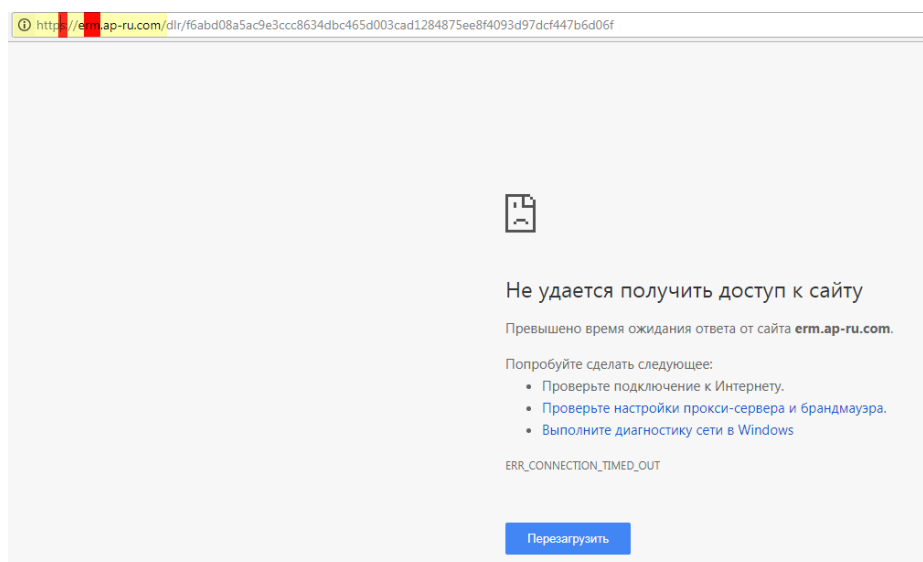 https://erm.ap-ru.com/dlr/f6abd08a5ac9e3ccc8634dbc465d003cad1284875ee8f4093d97dcf447b6d06f
Не удается получить доступ к сайту
Превышено время ожидания ответа от сайта erm.ap-ru.com.
Попробуйте сделать следующее:
Проверьте подключение к Интернету.
Проверьте настройки прокси-сервера и брандмауэра.
Выполните диагностику сети в Windows
ERR_CONNECTION_TIMED_OUT
Перезагрузить